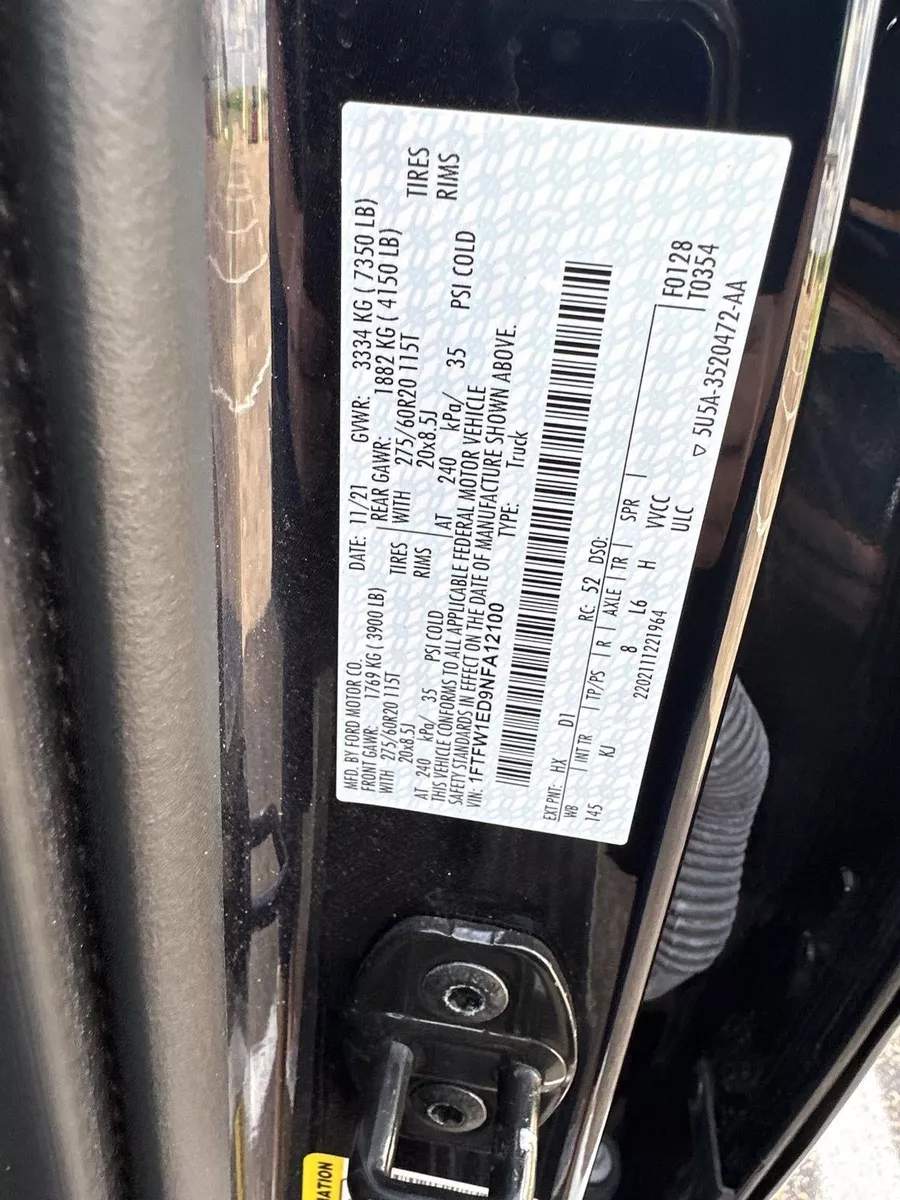 MFD. BY FORD MOTOR CO.
DATE: 11/21 GVWR: 3334 KG ( 7350 LB)
FRONT GAWR: 1769 KG ( 3900 LB)
REAR GAWR: 1882 KG ( 4150 LB)
WITH 275/60R20 115T TIRES
WITH 275/60R20 115T TIRES
20x8.5J RIMS
20x8.5J RIMS
AT 240 kPa/ 35 PSI COLD
AT 240 kPa/ 35 PSI COLD
THIS VEHICLE CONFORMS TO ALL APPLICABLE FEDERAL MOTOR VEHICLE
SAFETY STANDARDS IN EFFECT ON THE DATE OF MANUFACTURE SHOWN ABOVE.
VIN: 1FTFW1ED9NFA12100 TYPE: Truck
EXT PNT: HX D1 RC: 52 DSO:
WB INT TR TP/PS R AXLE TR SPR F0128
145 KJ 8 L6 H VVCC T0354
2202111221964 ULC
5U5A-3520472-AA